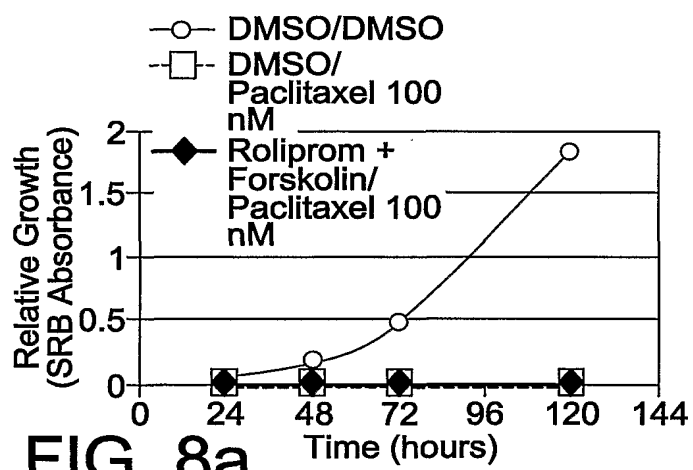 DMSO/DMSO
DMSO/
Paclitaxel 100
nM
Roliprom +
Forskolin/
Paclitaxel 100
nM
Relative Growth
(SRB Absorbance)
2
1.5
1
0.5
0
0 24 48 72 96 120 144
Time (hours)
FIG. 8a